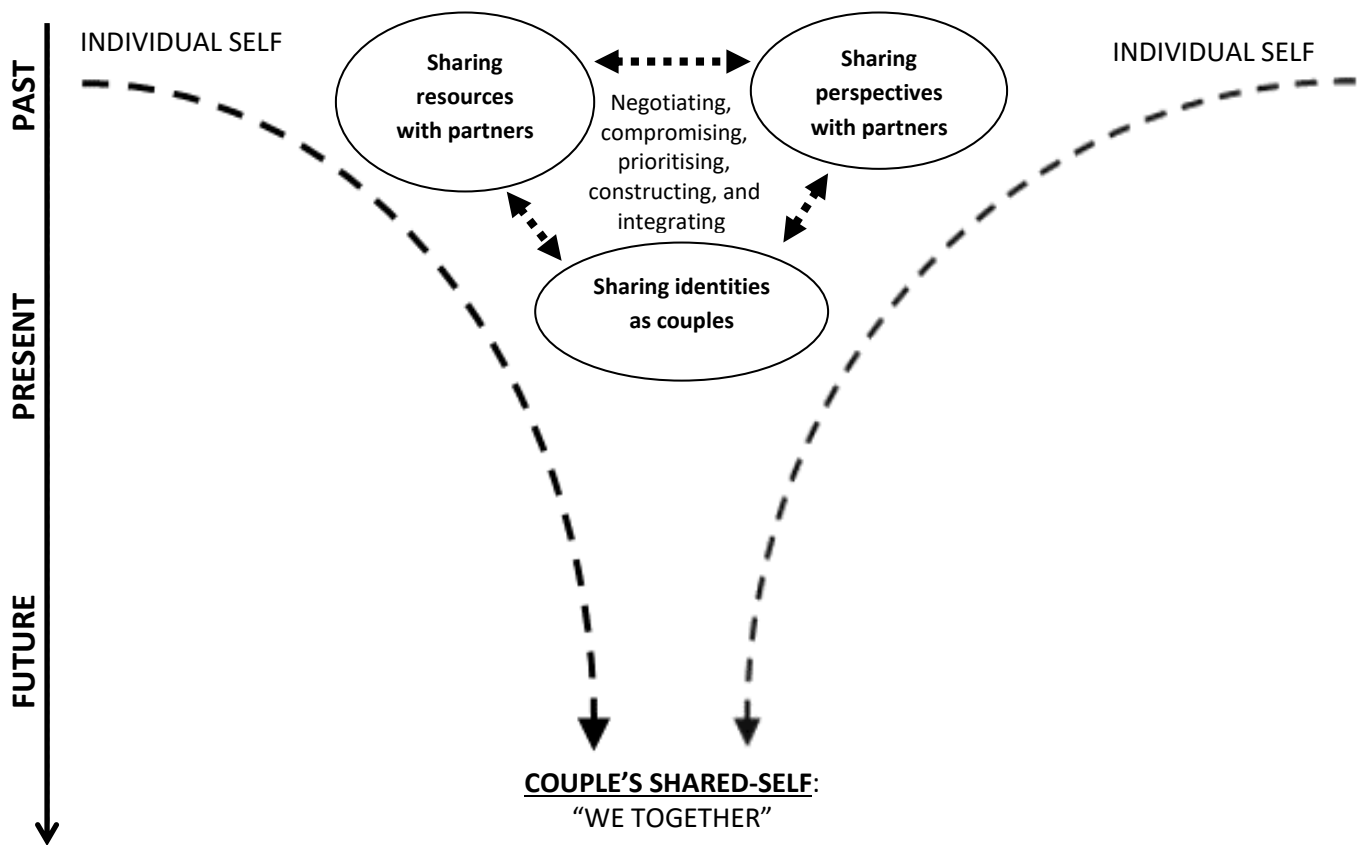 INDIVIDUAL SELF
INDIVIDUAL SELF
PAST
PRESENT
FUTURE
Sharing
resources
with partners
Sharing
perspectives
with partners
Negotiating,
compromising,
prioritising,
constructing, and
integrating
Sharing identities
as couples
COUPLE’S SHARED-SELF:
“WE TOGETHER”